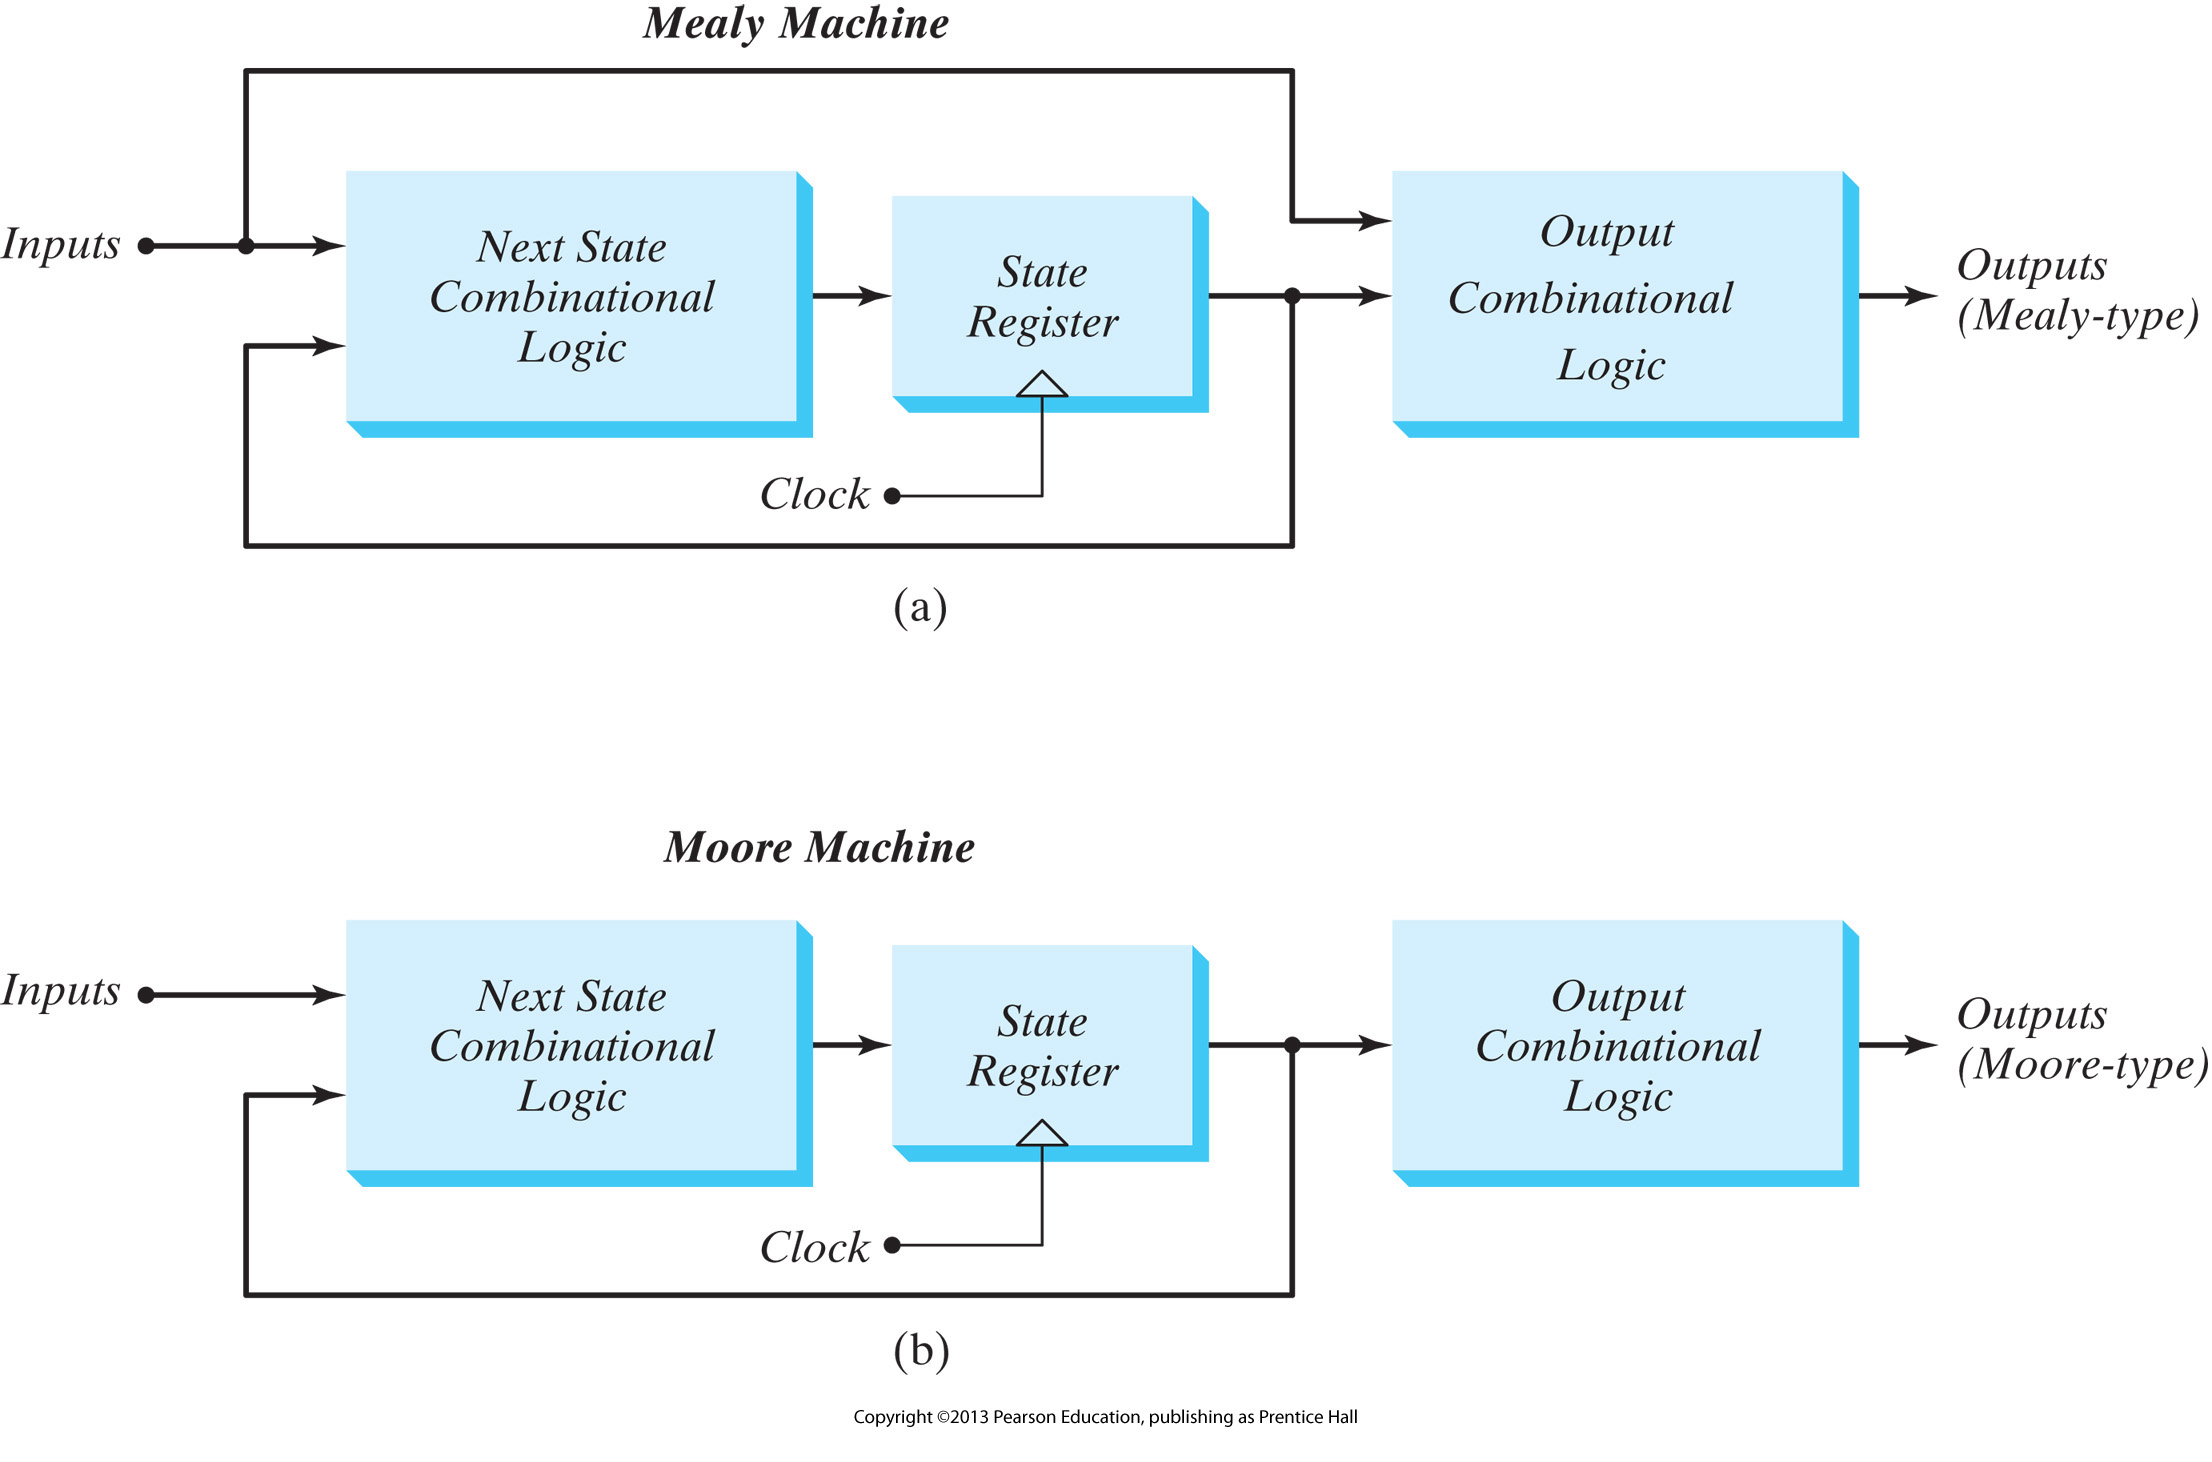 Mealy Machine
Inputs
Next State
Combinational
Logic
State
Register
Clock
Output
Combinational
Logic
Outputs
(Mealy-type)
(a)
Moore Machine
Inputs
Next State
Combinational
Logic
State
Register
Clock
Output
Combinational
Logic
Outputs
(Moore-type)
(b)
Copyright ©2013 Pearson Education, publishing as Prentice Hall